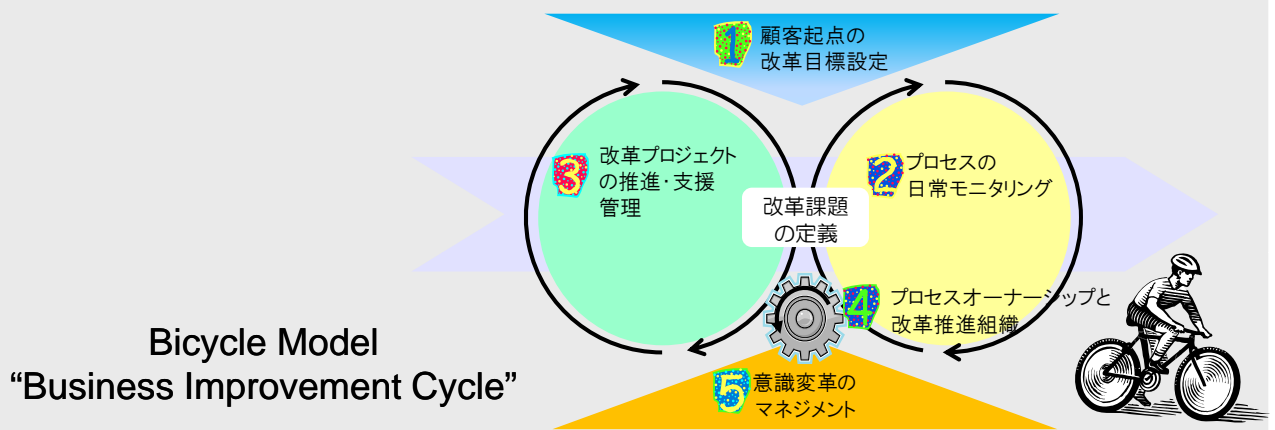 1 顧客起点の
改革目標設定
3 改革プロジェクト
の推進・支援
管理
2 プロセスの
日常モニタリング
改革課題
の定義
4 プロセスオーナーシップと
改革推進組織
5 意識変革の
マネジメント
Bicycle Model
“Business Improvement Cycle”